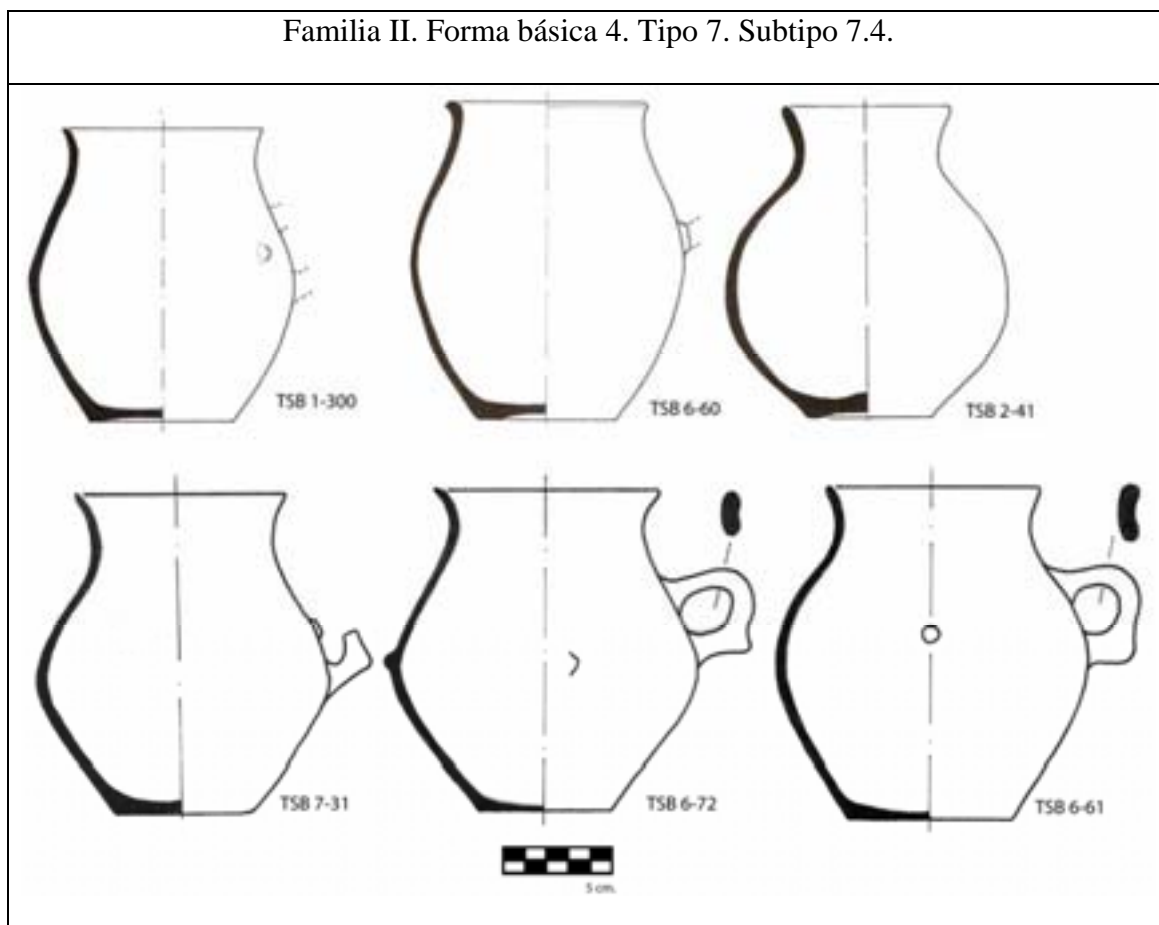 Familia II. Forma básica 4. Tipo 7. Subtipo 7.4.
TSB 1-300
TSB 6-60
TSB 2-41
TSB 7-31
TSB 6-72
TSB 6-61
5 cm.